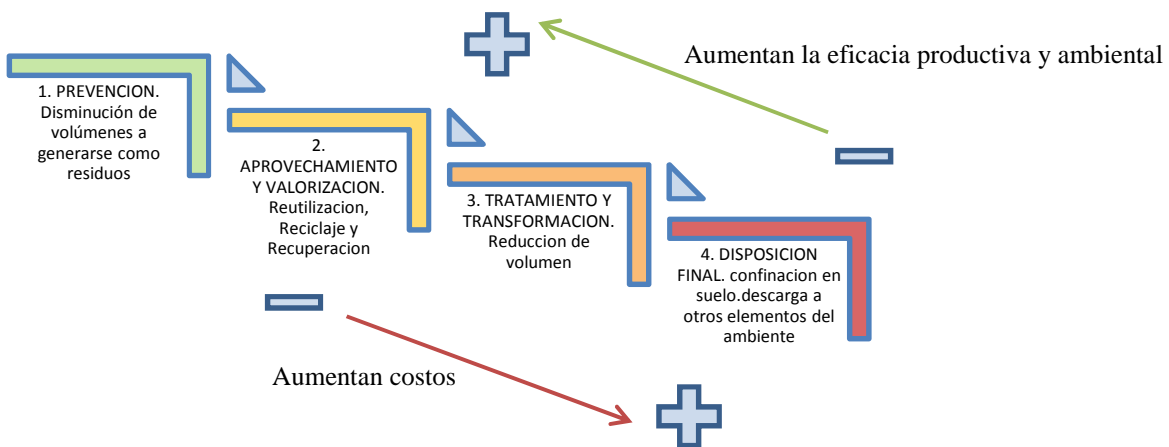 Aumentan la eficacia productiva y ambiental
1. PREVENCION.
Disminución de
volúmenes a
generarse como
residuos
2.
APROVECHAMIENTO
Y VALORIZACION.
Reutilizacion,
Reciclaje y
Recuperacion
3. TRATAMIENTO Y
TRANSFORMACION.
Reduccion de
volumen
4. DISPOSICION
FINAL. confinacion en
suelo.descarga a
otros elementos del
ambiente
Aumentan costos